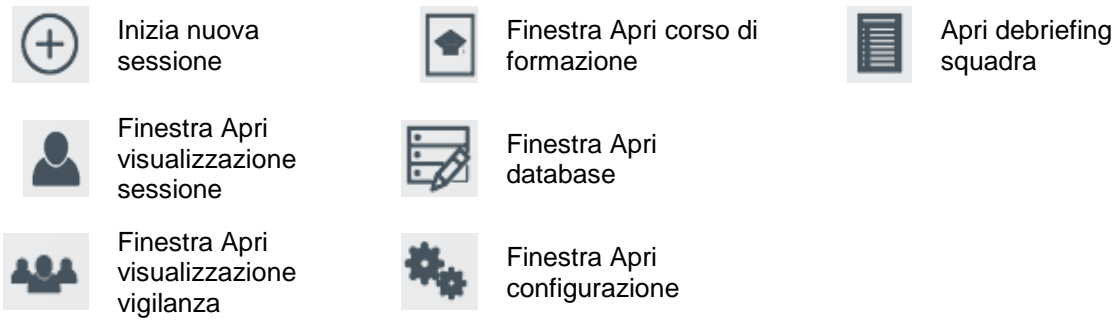 Inizia nuova
sessione
Finestra Apri corso di
formazione
Apri debriefing
squadra
Finestra Apri
visualizzazione
sessione
Finestra Apri
database
Finestra Apri
visualizzazione
vigilanza
Finestra Apri
configurazione